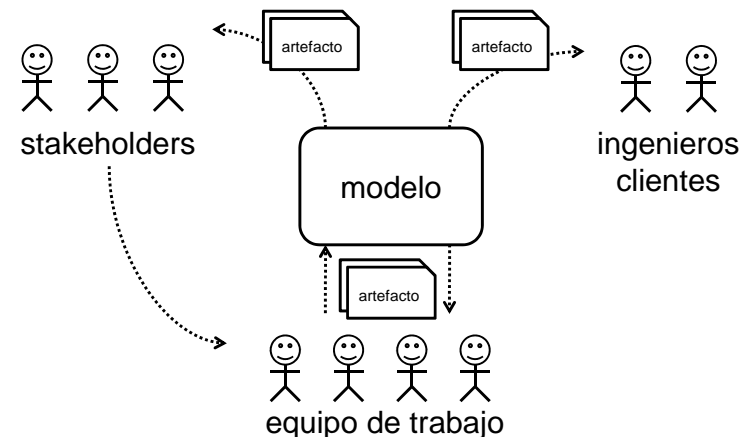 artefacto
artefacto
stakeholders
ingenieros
clientes
modelo
artefacto
equipo de trabajo